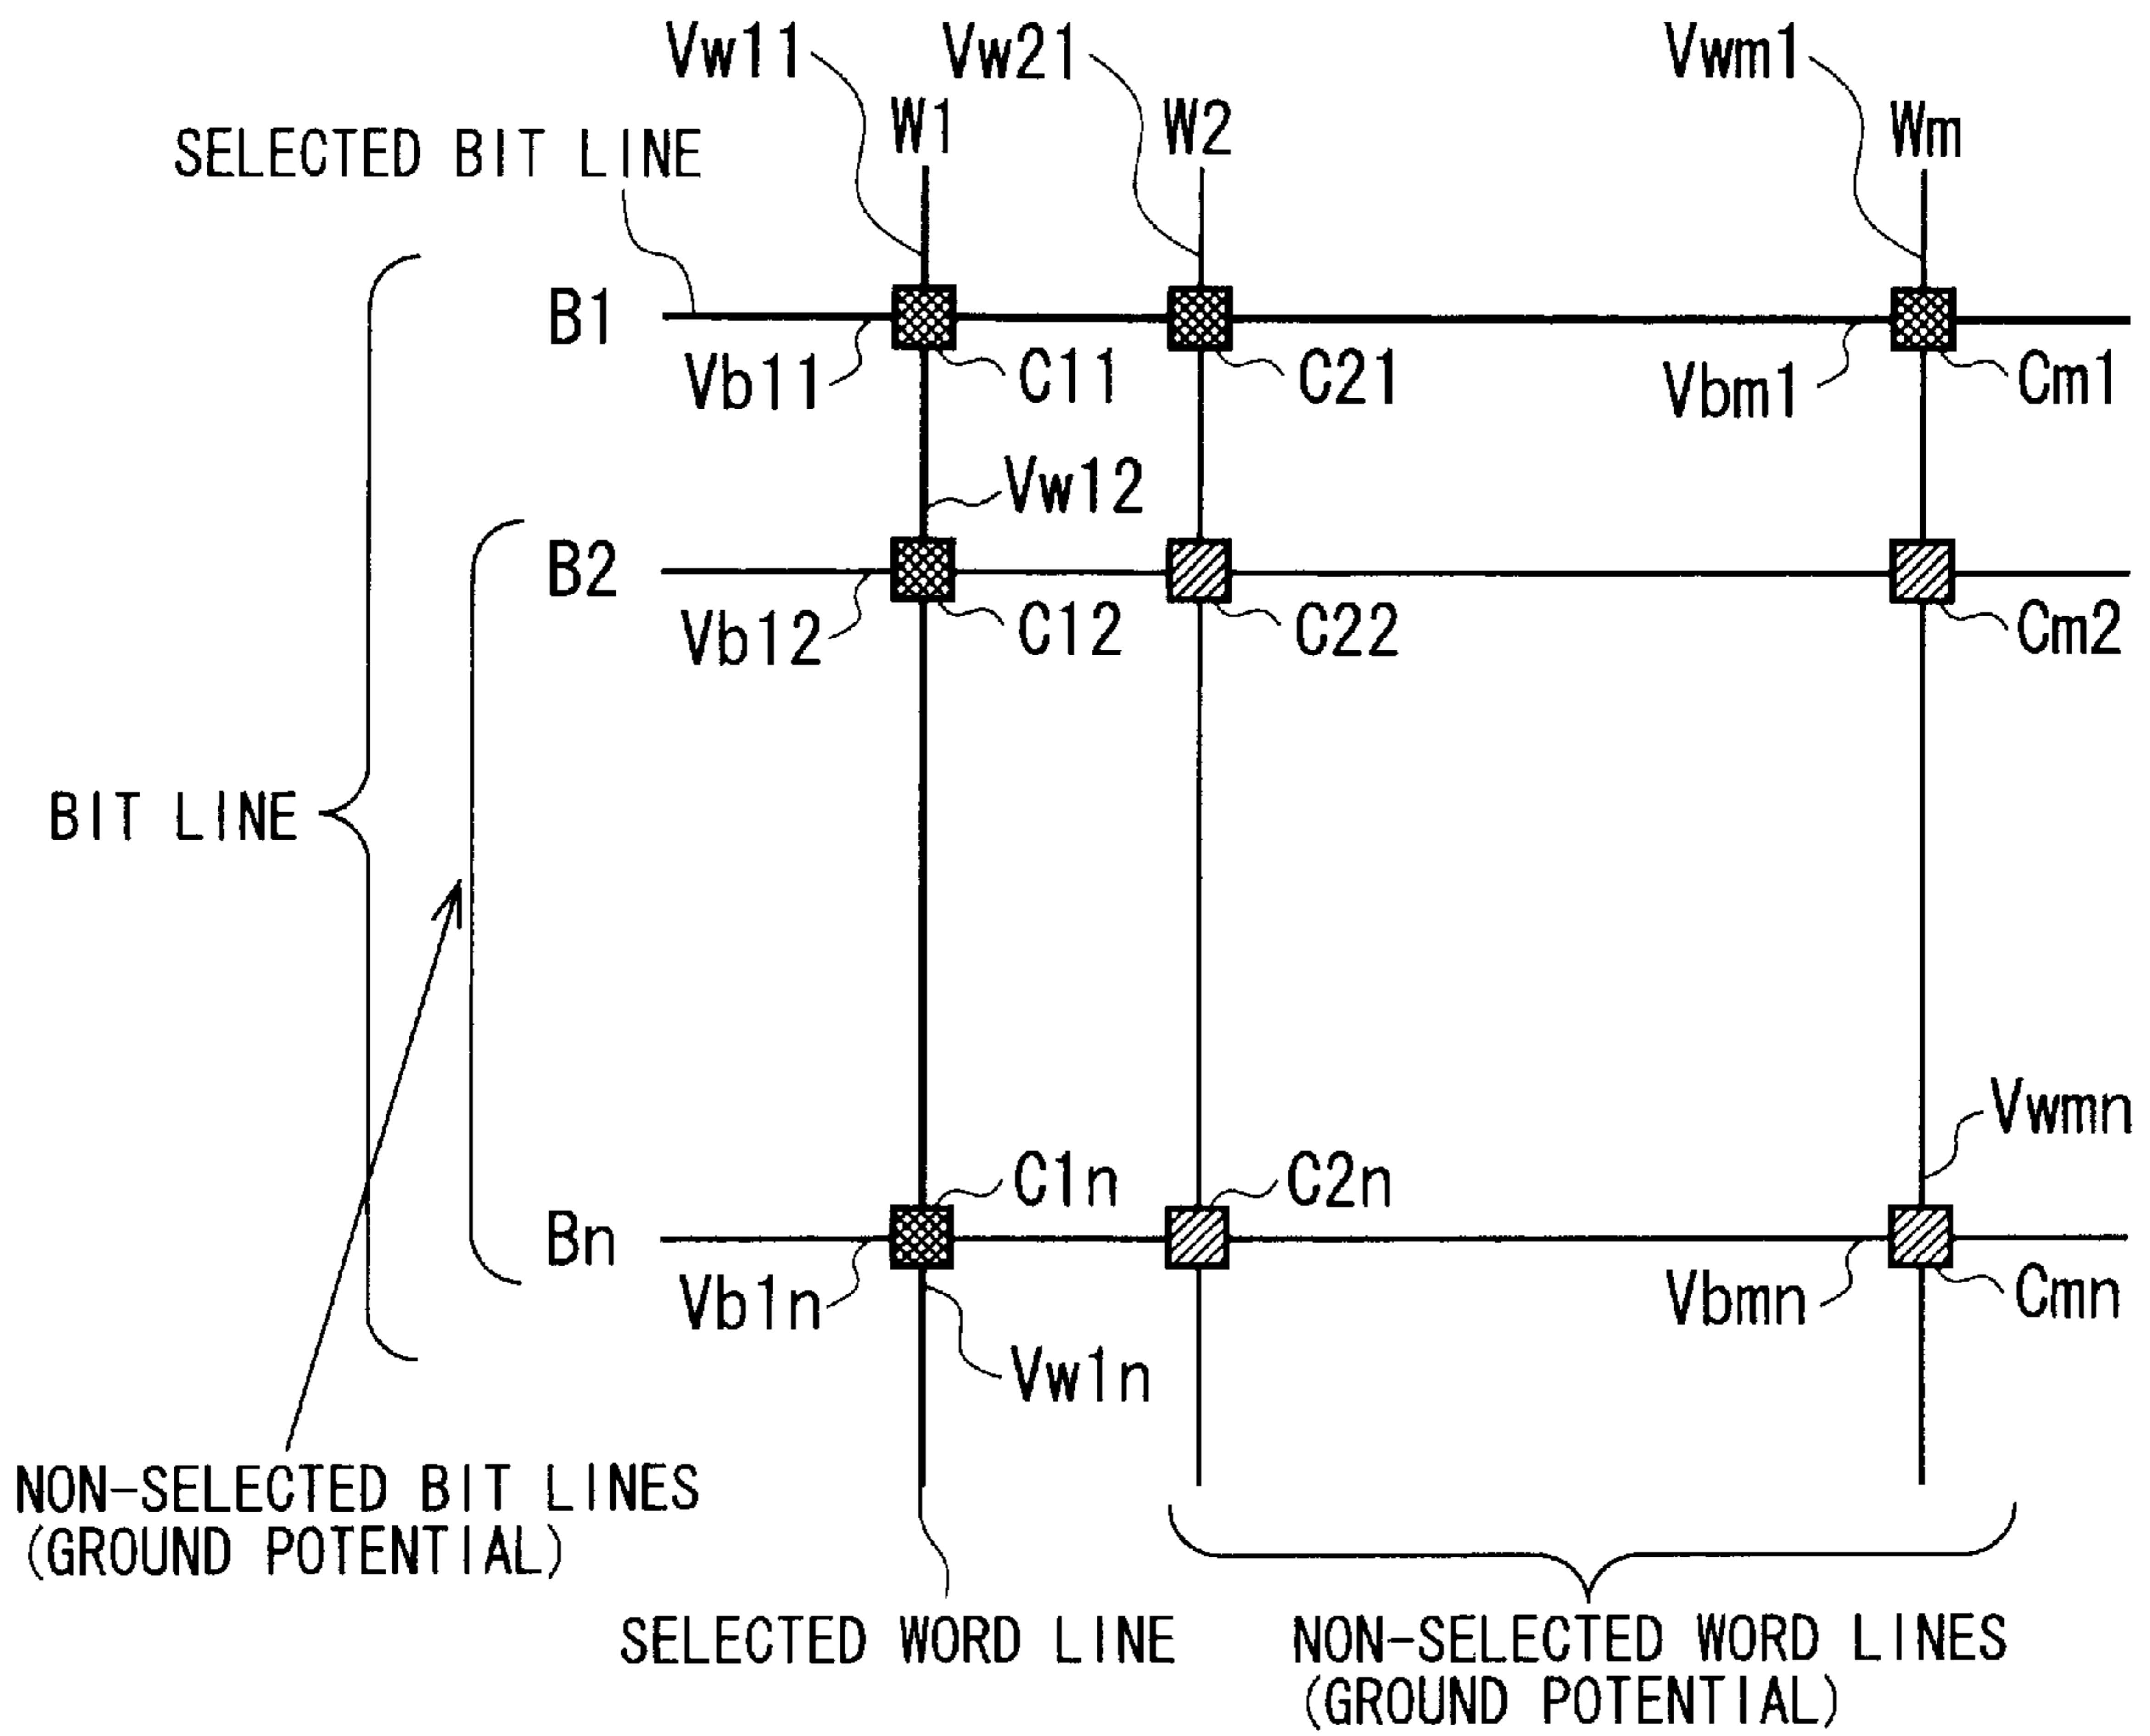 Vw11
Vw21
Vwm1
W1
W2
Wm
SELECTED BIT LINE
B1
Vb11
C11
C21
Vbm1
Cm1
Vw12
B2
Vb12
C12
C22
Cm2
BIT LINE
Vwmn
C1n
C2n
Bn
Vb1n
Vbmn
Cmn
Vw1n
NON-SELECTED BIT LINES
(GROUND POTENTIAL)
SELECTED WORD LINE
NON-SELECTED WORD LINES
(GROUND POTENTIAL)